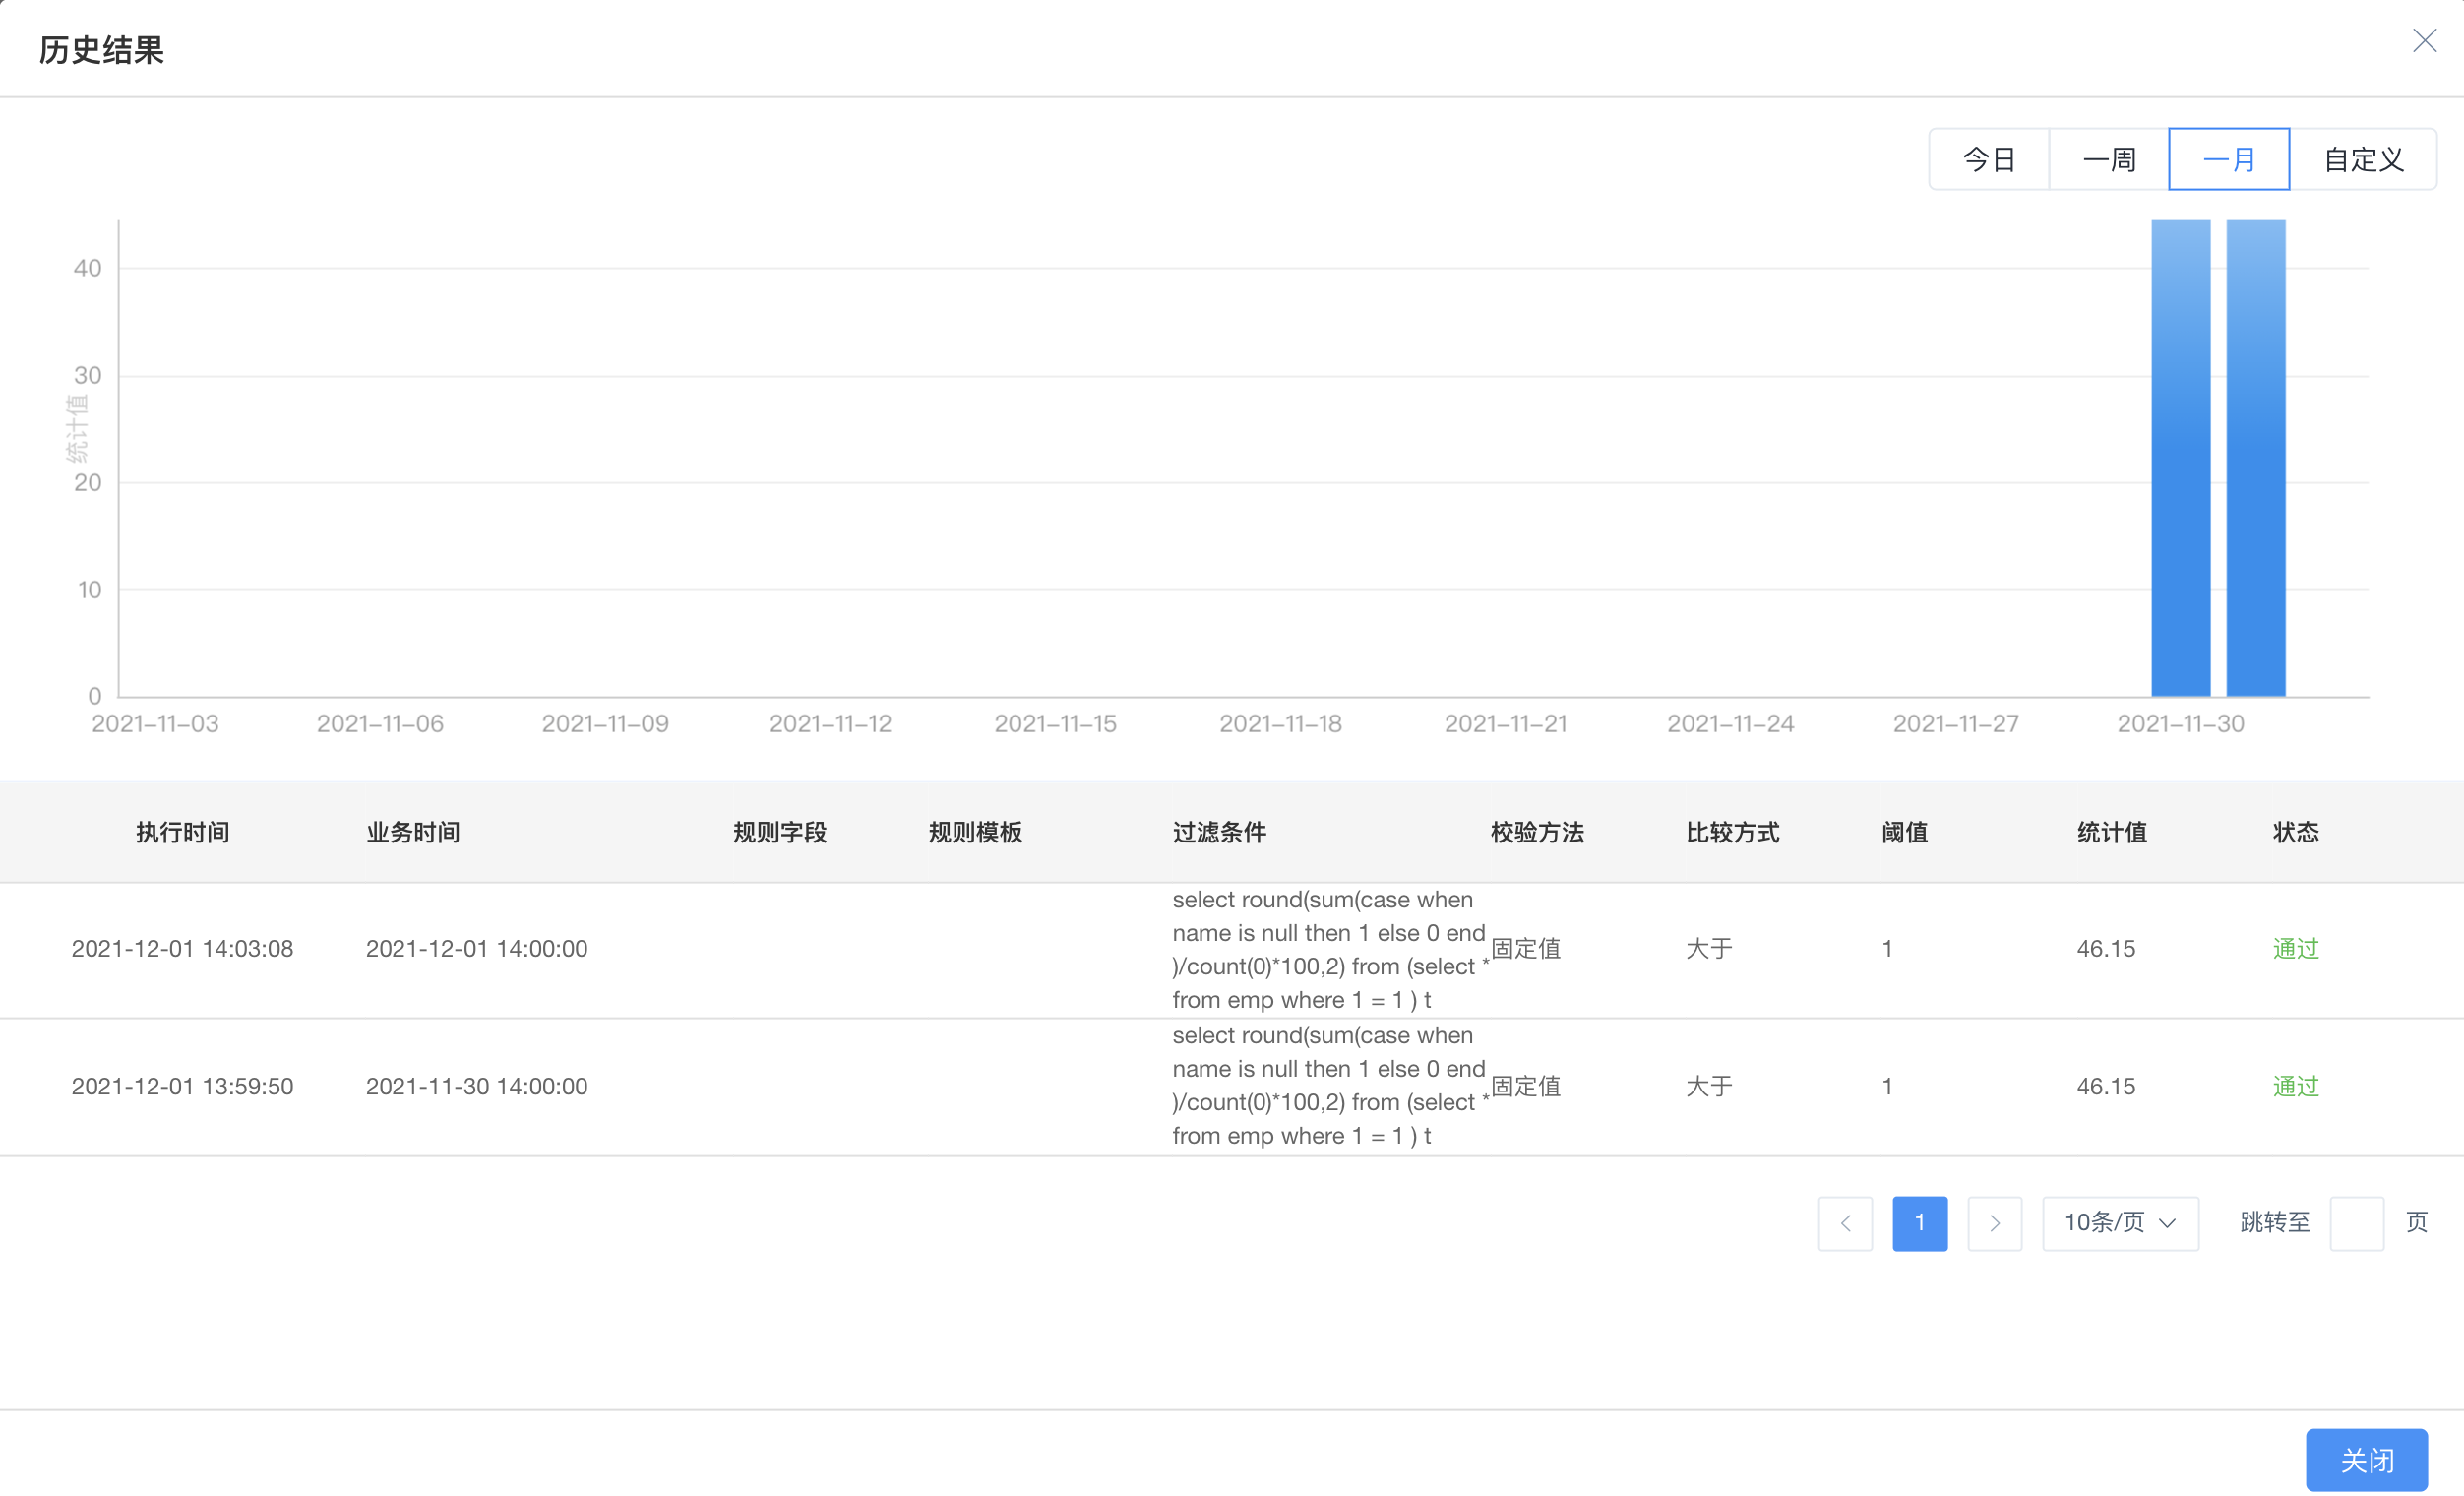 历史结果
今日 一周 一月 自定义
统计值
40
30
20
10
0
2021-11-03 2021-11-06 2021-11-09 2021-11-12 2021-11-15 2021-11-18 2021-11-21 2021-11-24 2021-11-27 2021-11-30
执行时间 业务时间 规则字段 规则模板 过滤条件 校验方法 比较方式 阈值 统计值 状态
select round(sum(case when
name is null then 1 else 0 end
)/count(0)*100,2) from (select *
from emp where 1 = 1 ) t
2021-12-01 14:03:08 2021-12-01 14:00:00 固定值 大于 1 46.15 通过
select round(sum(case when
name is null then 1 else 0 end
)/count(0)*100,2) from (select *
from emp where 1 = 1 ) t
2021-12-01 13:59:50 2021-11-30 14:00:00 固定值 大于 1 46.15 通过
1 10条/页 跳转至 页
关闭